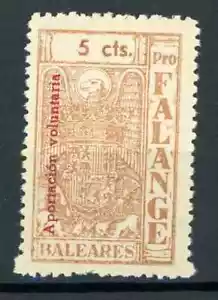 5 cts.
Pro
FALANGE
Aportación voluntaria
BALEARES